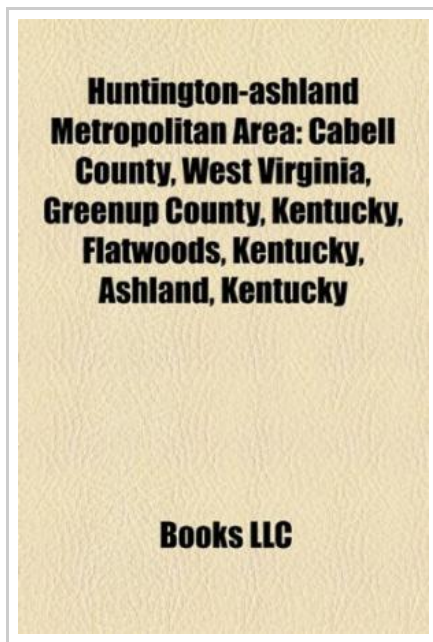 Huntington-ashland
Metropolitan Area: Cabell
County, West Virginia,
Greenup County, Kentucky,
Flatwoods, Kentucky,
Ashland, Kentucky
Books LLC